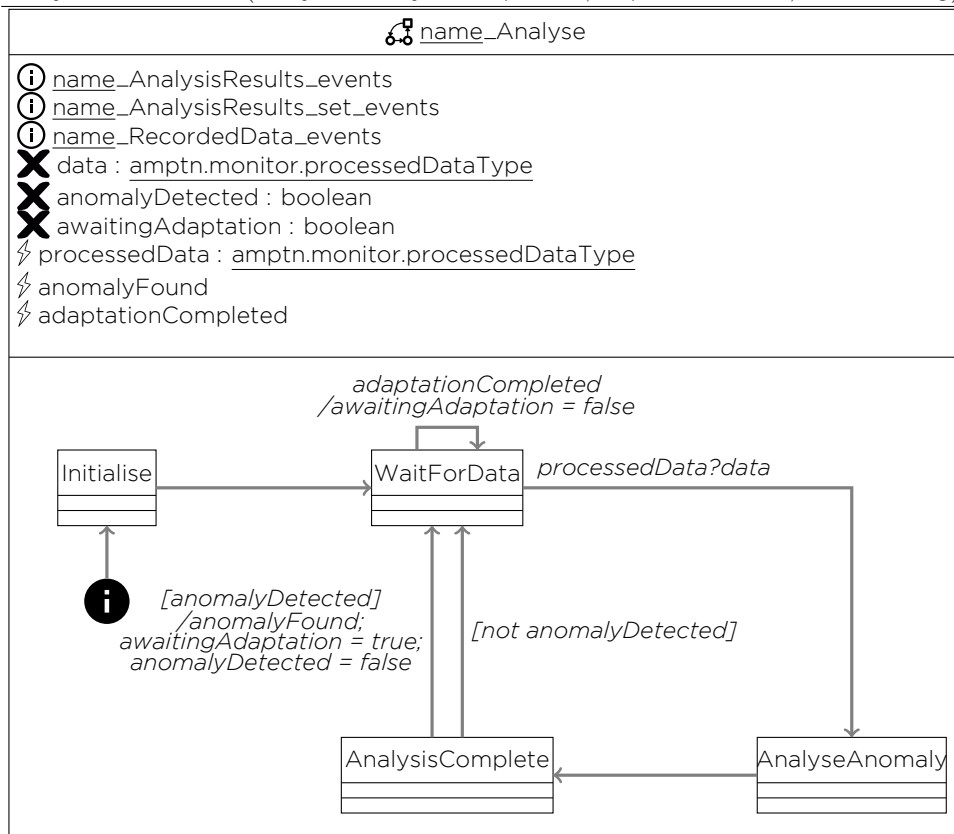 name_Analyse
name_AnalysisResults_events
name_AnalysisResults_set_events
name_RecordedData_events
data : amptn.monitor.processedDataType
anomalyDetected : boolean
awaitingAdaptation : boolean
processedData : amptn.monitor.processedDataType
anomalyFound
adaptationCompleted
adaptationCompleted
/awaitingAdaptation = false
Initialise
WaitForData
processedData?data
[anomalyDetected]
/anomalyFound;
awaitingAdaptation = true;
anomalyDetected = false
[not anomalyDetected]
AnalysisComplete
AnalyseAnomaly